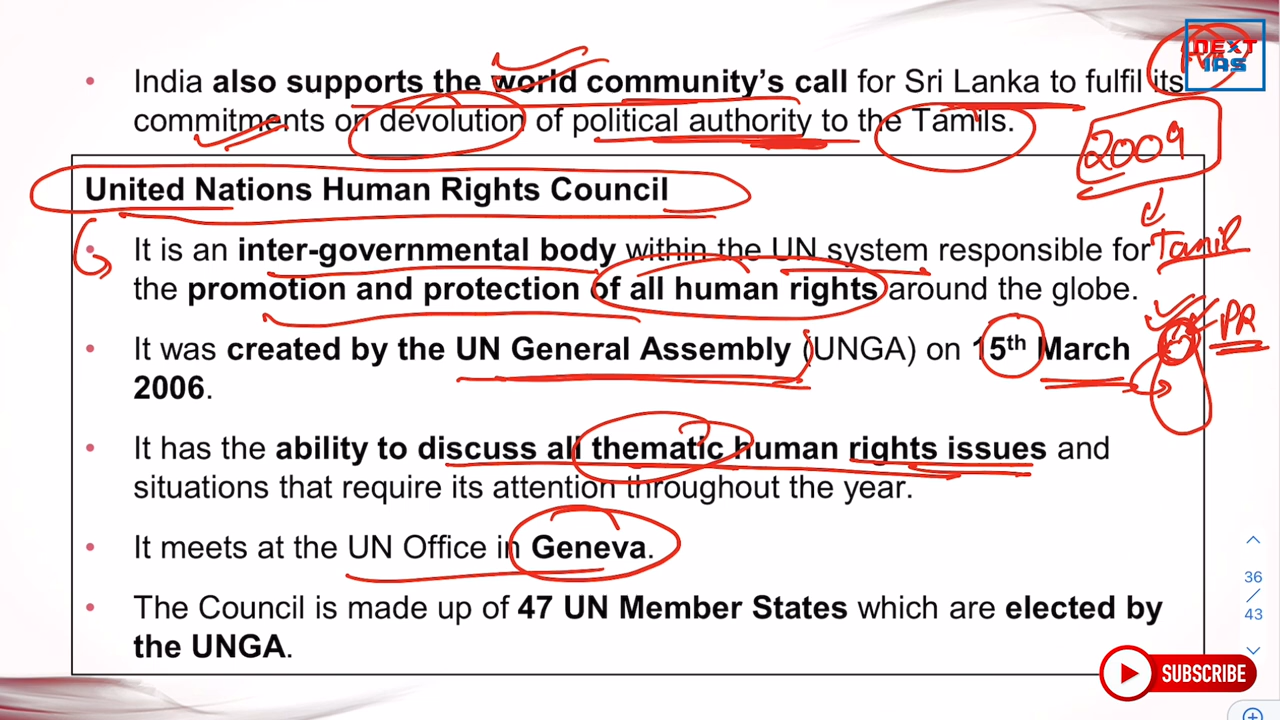 NEXT
IAS
• India also supports the world community's call for Sri Lanka to fulfil its
commitments on devolution of political authority to the Tamils.
2009
United Nations Human Rights Council
Tamil
• It is an inter-governmental body within the UN system responsible for
the promotion and protection of all human rights around the globe.
PR
• It was created by the UN General Assembly (UNGA) on 15th March
2006.
• It has the ability to discuss all thematic human rights issues and
situations that require its attention throughout the year.
• It meets at the UN Office in Geneva.
• The Council is made up of 47 UN Member States which are elected by
the UNGA.
36
/
43
SUBSCRIBE